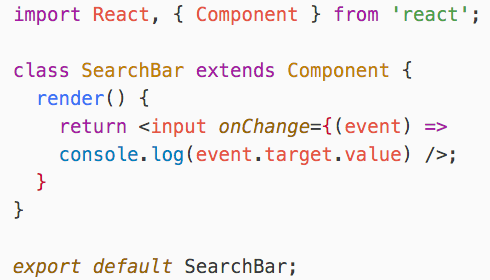 import React, { Component } from 'react';
class SearchBar extends Component {
render() {
return <input onChange={(event) =>
console.log(event.target.value) />;
}
}
export default SearchBar;